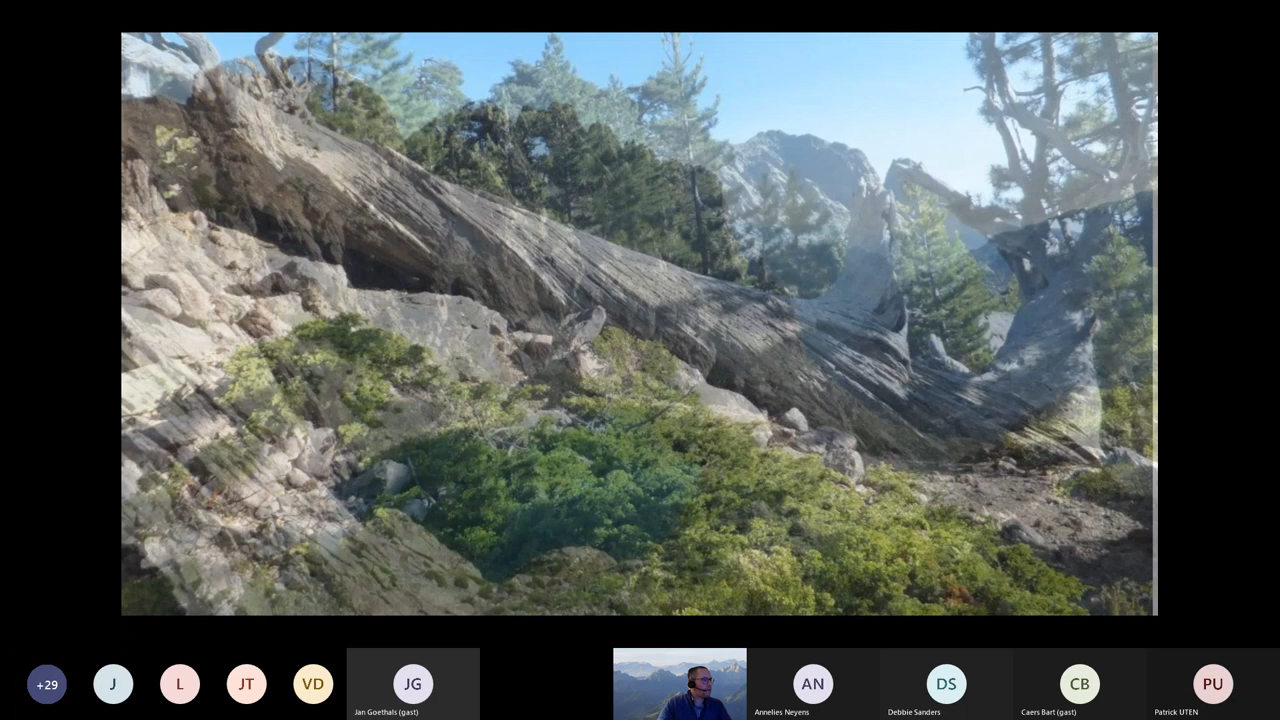 +29
J
L
JT
VD
JG
AN
DS
CB
PU
Jan Goethals (gast)
Annelies Neyens
Debbie Sanders
Caers Bart (gast)
Patrick UTEN